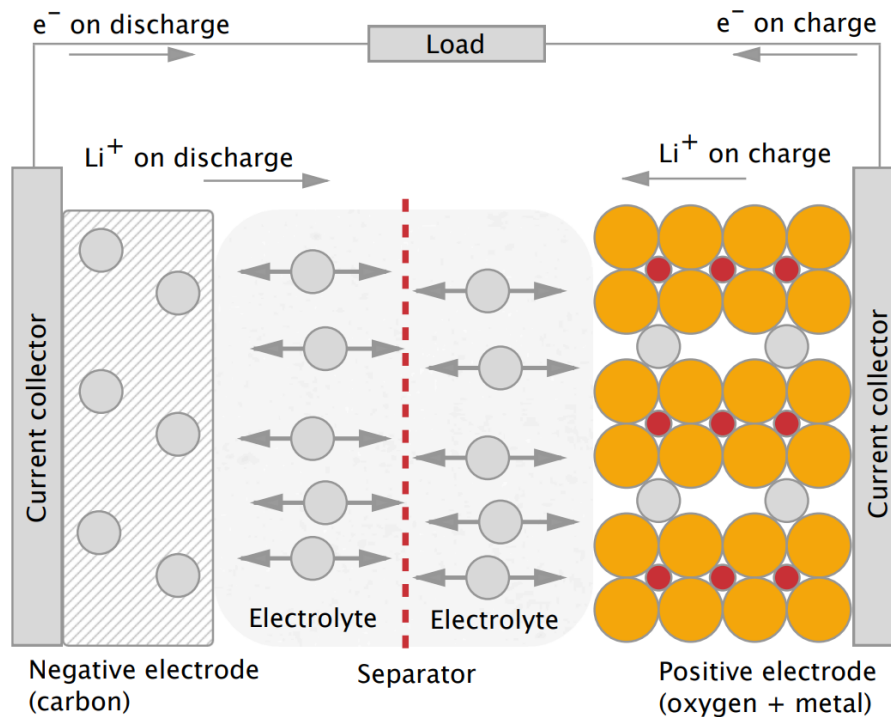 e⁻ on discharge
Load
e⁻ on charge
Li⁺ on discharge
Li⁺ on charge
Current collector
Current collector
Electrolyte
Electrolyte
Negative electrode
(carbon)
Separator
Positive electrode
(oxygen + metal)